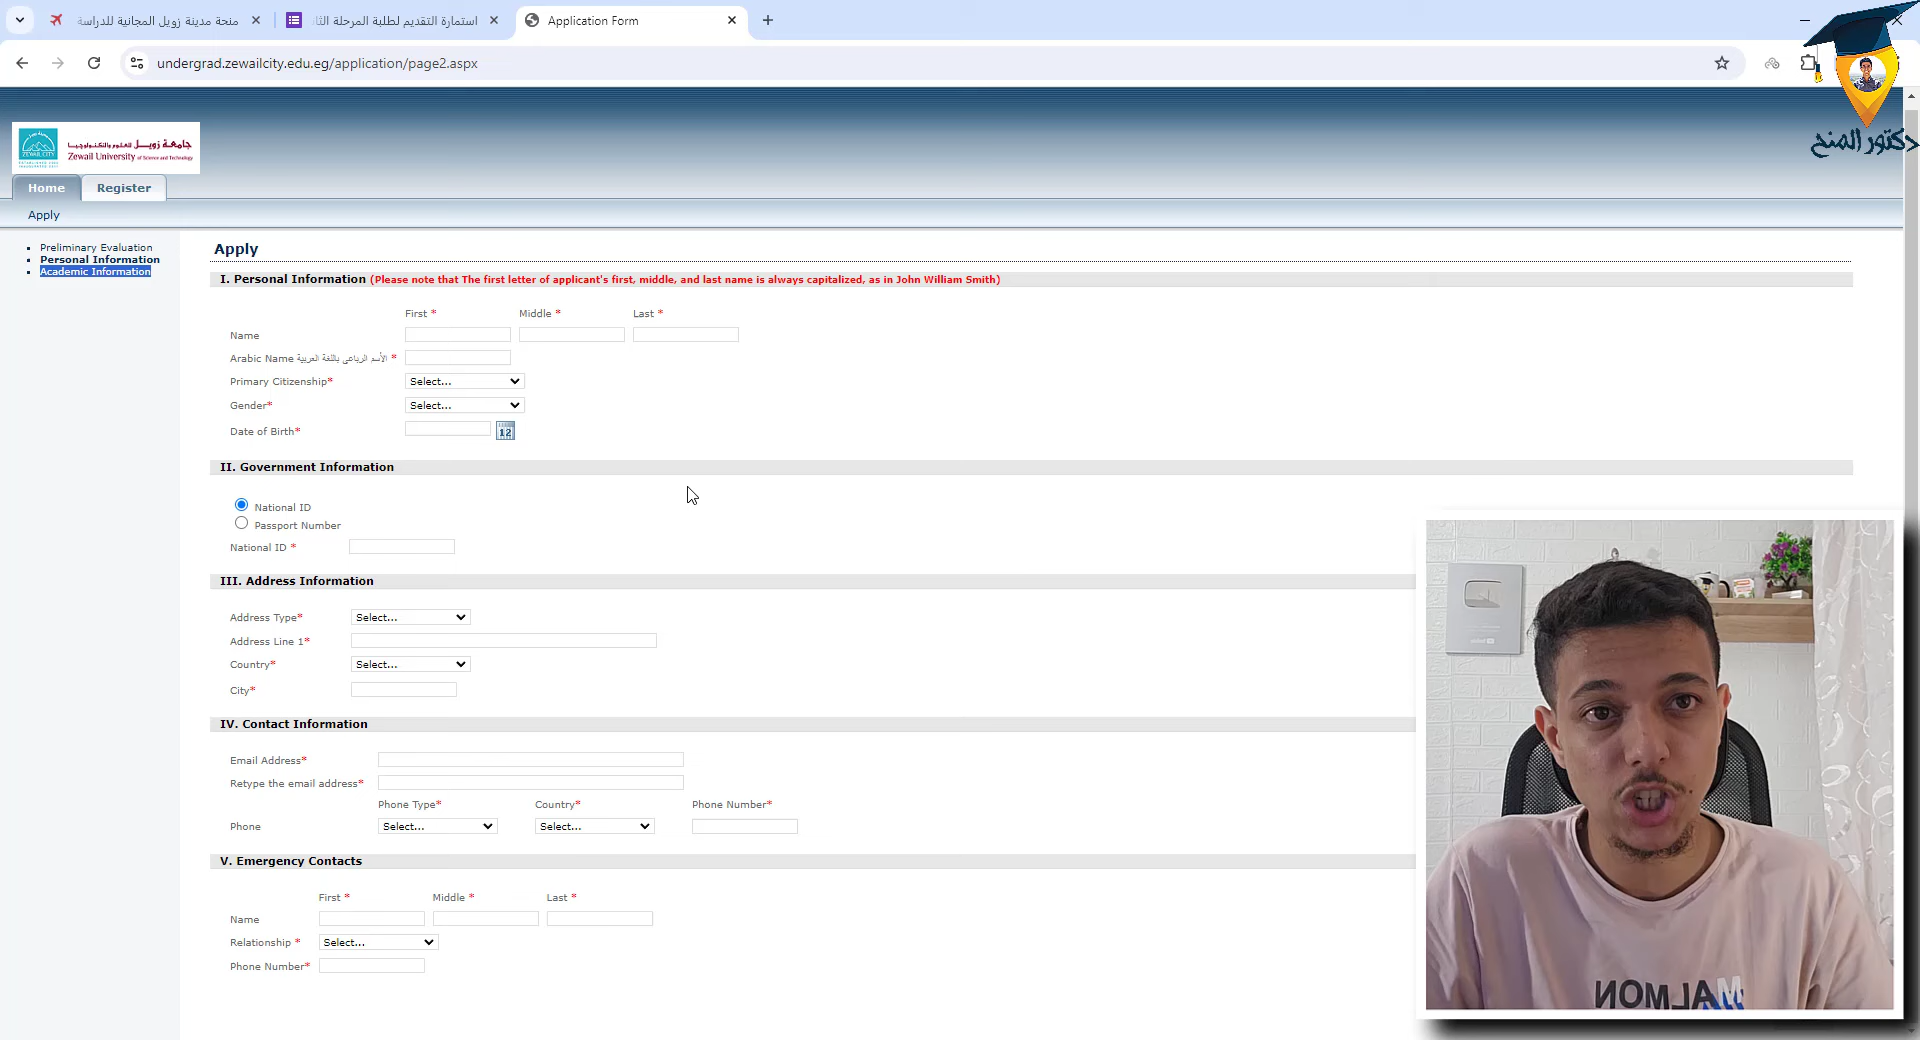 منحة مدينة زويل المجانية للدراسة
استمارة التقديم لطلبة المرحلة الثا
Application Form
undergrad.zewailcity.edu.eg/application/page2.aspx
دكتور المنح
جامعة زويل للعلوم والتكنولوجيا
Zewail University of Science and Technology
ZEWAIL CITY
Home
Register
Apply
Preliminary Evaluation
Personal Information
Academic Information
Apply
I. Personal Information (Please note that The first letter of applicant's first, middle, and last name is always capitalized, as in John William Smith)
First * Middle * Last *
Name
Arabic Name الأسم الرباعى باللغة العربية *
Primary Citizenship* Select...
Gender* Select...
Date of Birth* 12
II. Government Information
National ID
Passport Number
National ID *
III. Address Information
Address Type* Select...
Address Line 1*
Country* Select...
City*
IV. Contact Information
Email Address*
Retype the email address*
Phone Type* Country* Phone Number*
Phone Select... Select...
V. Emergency Contacts
First * Middle * Last *
Name
Relationship * Select...
Phone Number*